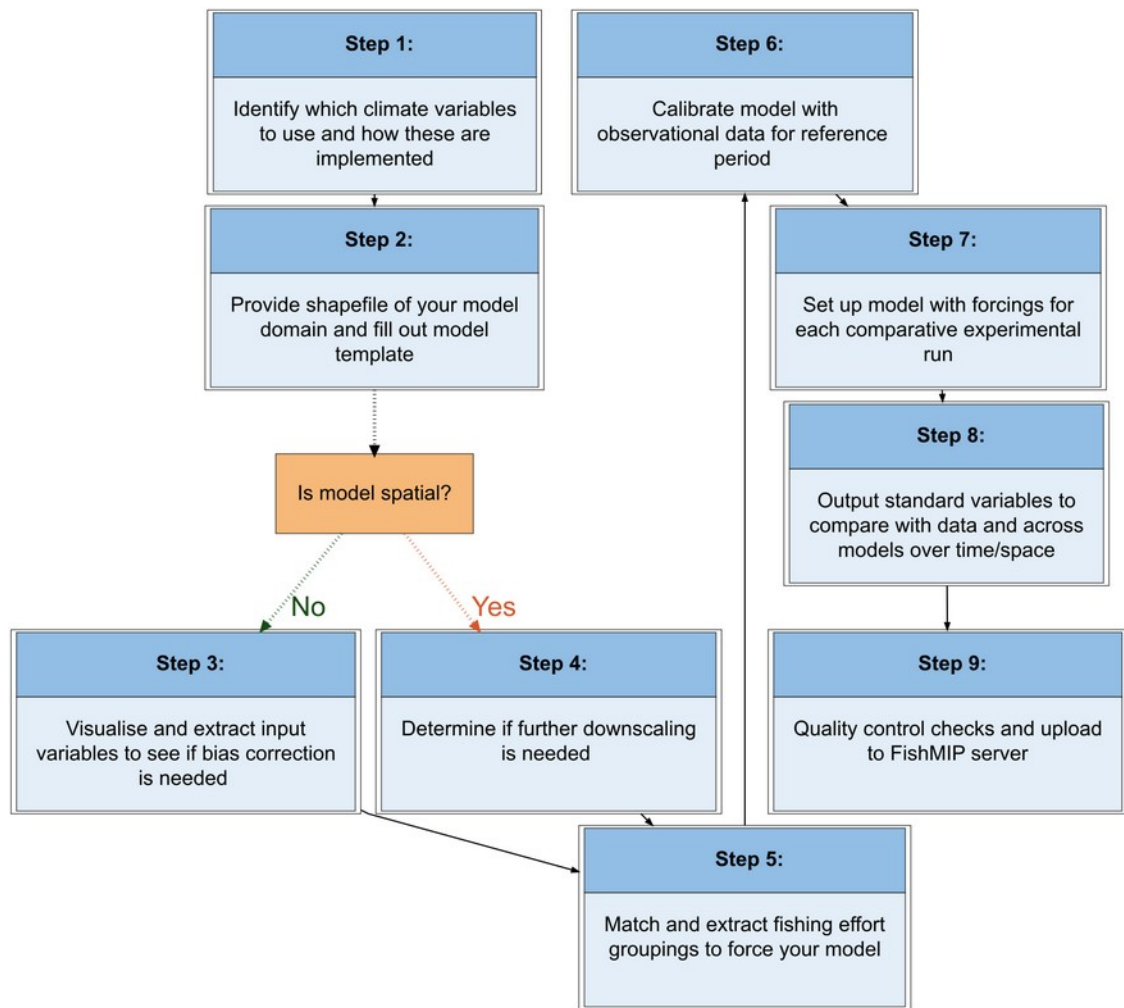 Step 1:
Identify which climate variables
to use and how these are
implemented
Step 2:
Provide shapefile of your model
domain and fill out model
template
Is model spatial?
No
Yes
Step 3:
Visualise and extract input
variables to see if bias correction
is needed
Step 4:
Determine if further downscaling
is needed
Step 5:
Match and extract fishing effort
groupings to force your model
Step 6:
Calibrate model with
observational data for reference
period
Step 7:
Set up model with forcings for
each comparative experimental
run
Step 8:
Output standard variables to
compare with data and across
models over time/space
Step 9:
Quality control checks and upload
to FishMIP server